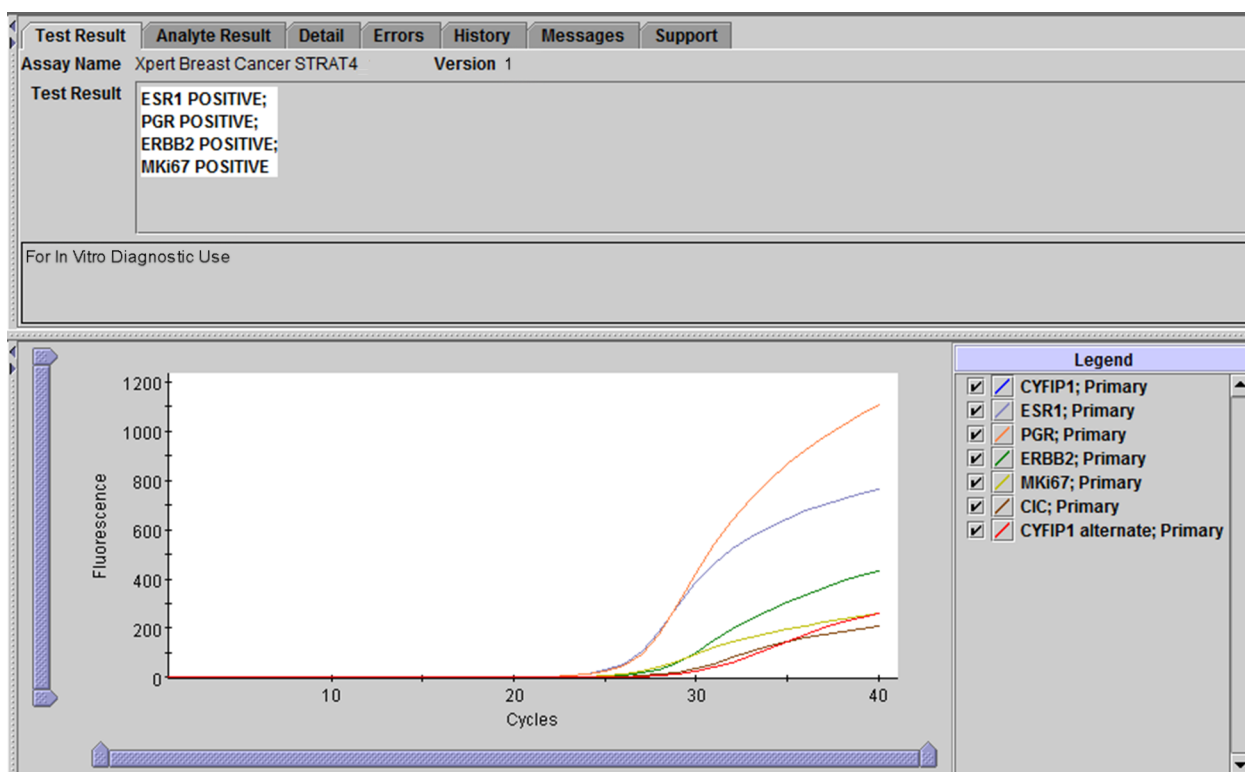 Test Result Analyte Result Detail Errors History Messages Support
Assay Name Xpert Breast Cancer STRAT4 Version 1
Test Result
ESR1 POSITIVE;
PGR POSITIVE;
ERBB2 POSITIVE;
MKi67 POSITIVE
For In Vitro Diagnostic Use
1200
1000
800
600
400
200
0
Fluorescence
10 20 30 40
Cycles
Legend
CYFIP1; Primary
ESR1; Primary
PGR; Primary
ERBB2; Primary
MKi67; Primary
CIC; Primary
CYFIP1 alternate; Primary